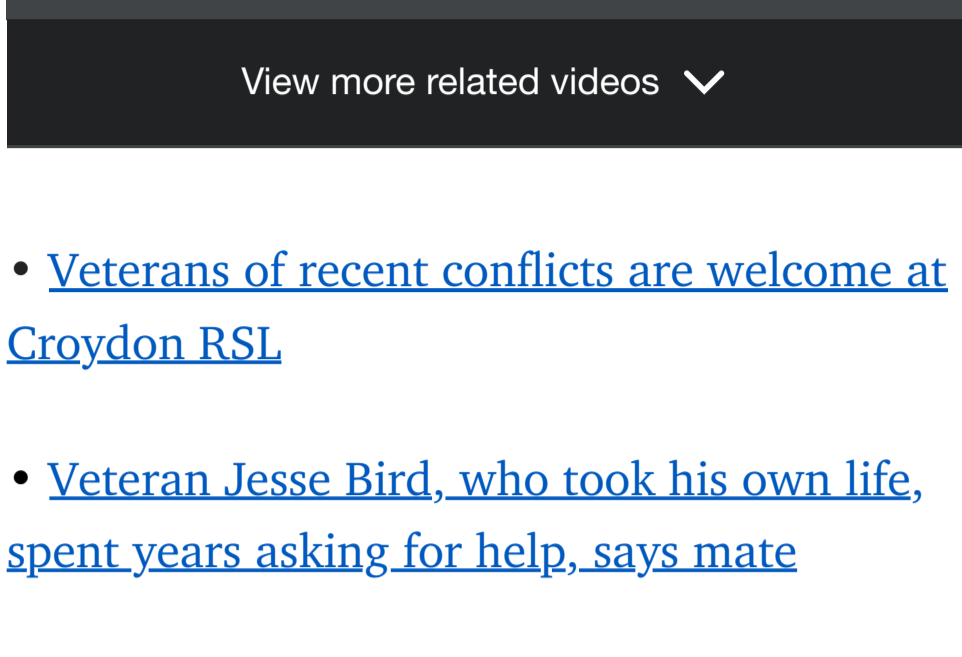 View more related videos
• Veterans of recent conflicts are welcome at
Croydon RSL
• Veteran Jesse Bird, who took his own life,
spent years asking for help, says mate